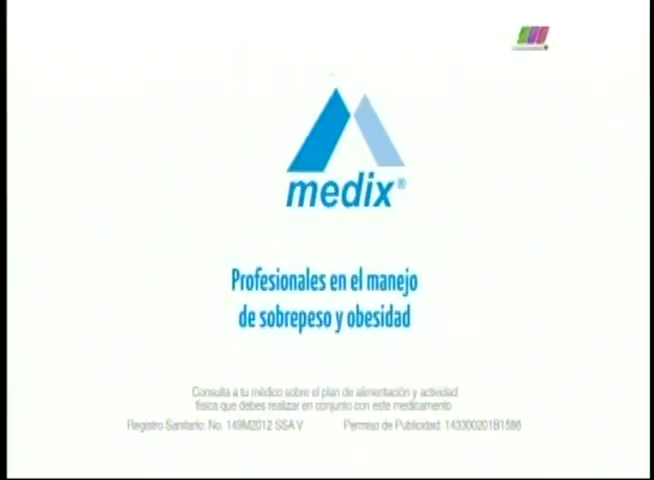 medix®
Profesionales en el manejo
de sobrepeso y obesidad
Consulta a tu médico sobre el plan de alimentación y actividad
física que debes realizar en conjunto con este medicamento
Registro Sanitario: No. 149M2012 SSA V Permiso de Publicidad: 143300201B1586